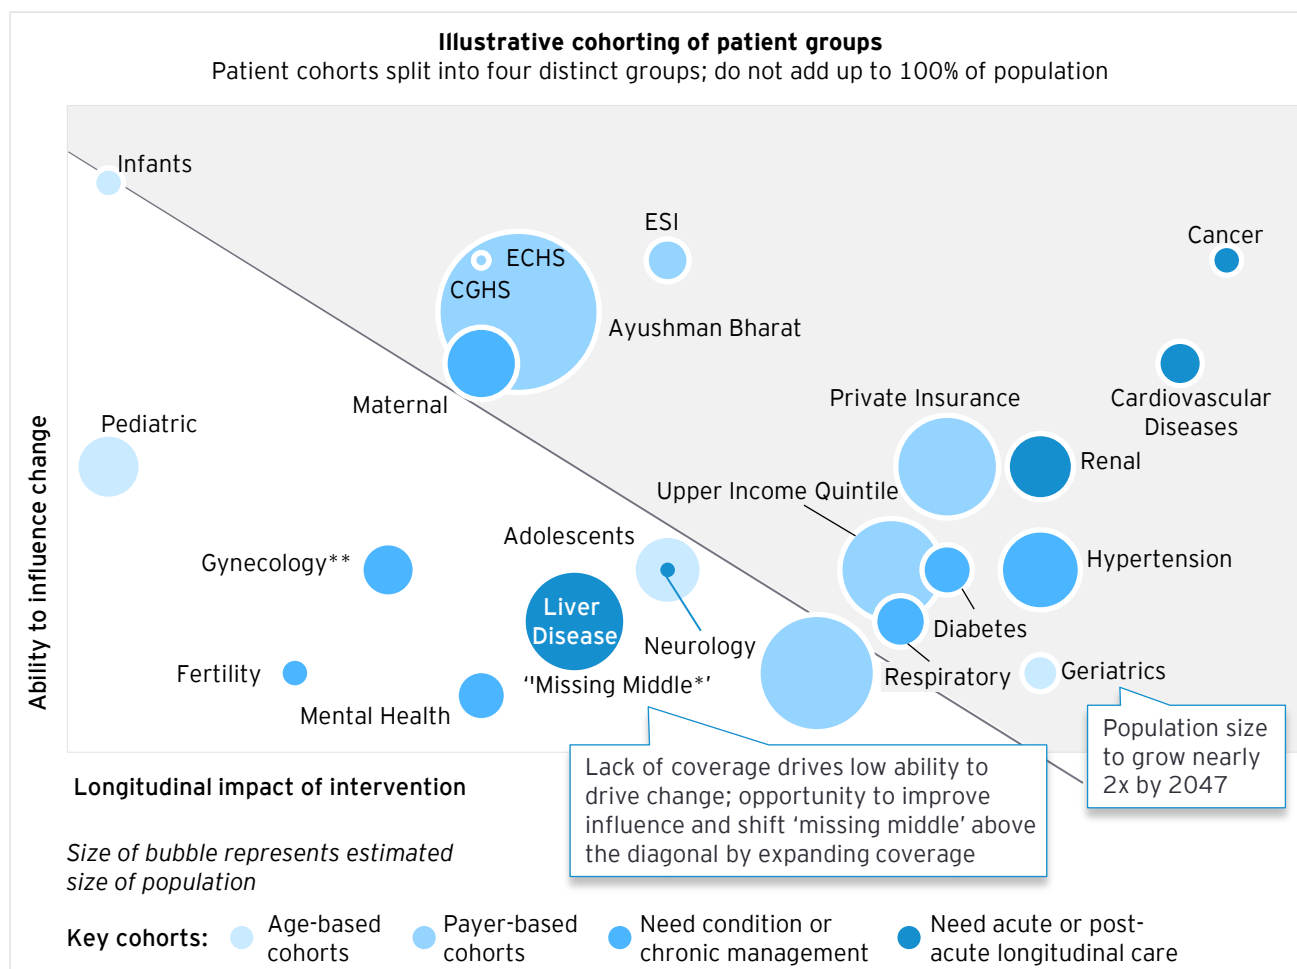 Illustrative cohorting of patient groups
Patient cohorts split into four distinct groups; do not add up to 100% of population
Infants
ESI
Cancer
ECHS
CGHS
Ayushman Bharat
Maternal
Private Insurance
Cardiovascular
Diseases
Pediatric
Renal
Upper Income Quintile
Adolescents
Gynecology**
Hypertension
Liver
Disease
Diabetes
Neurology
Fertility
''Missing Middle*'
Respiratory
Geriatrics
Mental Health
Ability to influence change
Population size
to grow nearly
2x by 2047
Lack of coverage drives low ability to
drive change; opportunity to improve
influence and shift ‘missing middle’ above
the diagonal by expanding coverage
Longitudinal impact of intervention
Size of bubble represents estimated
size of population
Key cohorts:
Age-based
cohorts
Payer-based
cohorts
Need condition or
chronic management
Need acute or post-
acute longitudinal care